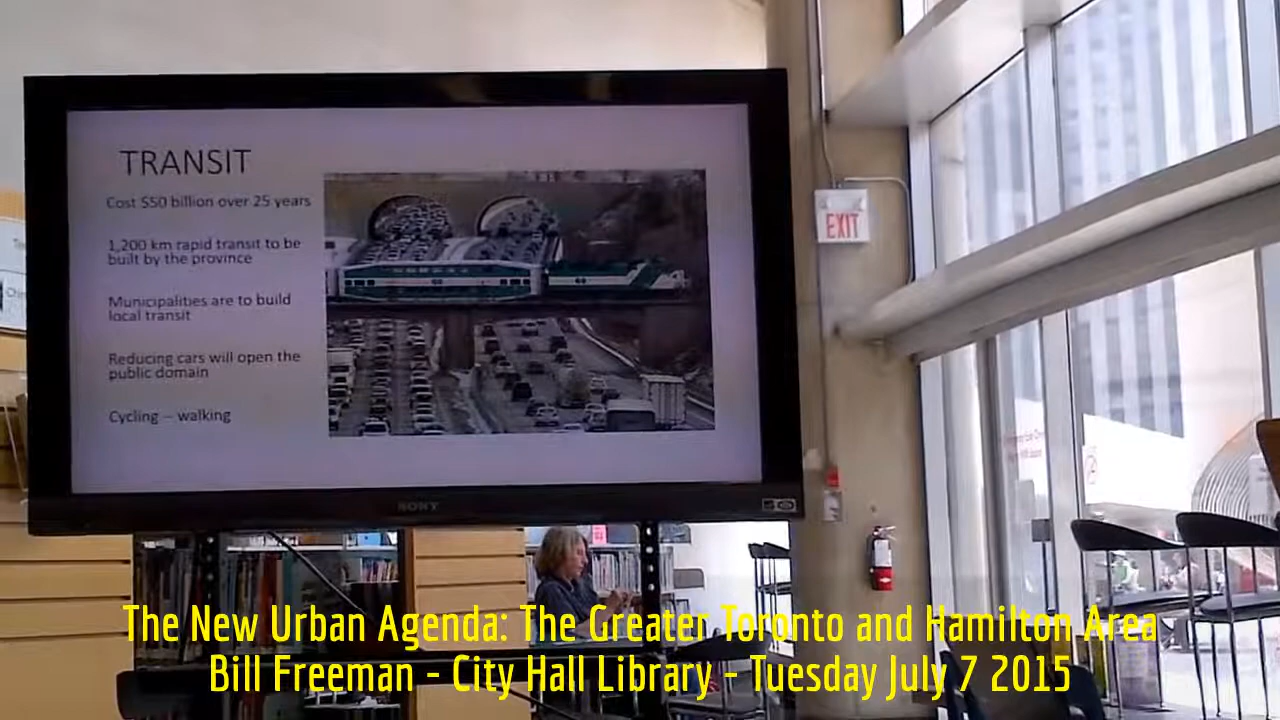 TRANSIT
Cost $50 billion over 25 years
1,200 km rapid transit to be
built by the province
Municipalities are to build
local transit
Reducing cars will open the
public domain
Cycling – walking
SONY
EXIT
The New Urban Agenda: The Greater Toronto and Hamilton Area
Bill Freeman - City Hall Library - Tuesday July 7 2015